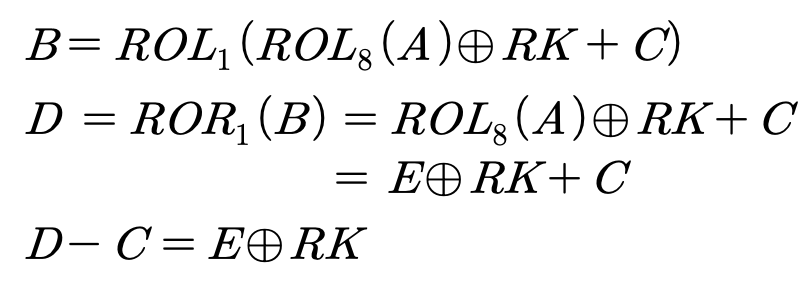 B = ROL₁(ROL₈(A)⊕RK + C)
D = ROR₁(B) = ROL₈(A)⊕RK + C
= E⊕RK + C
D − C = E⊕RK